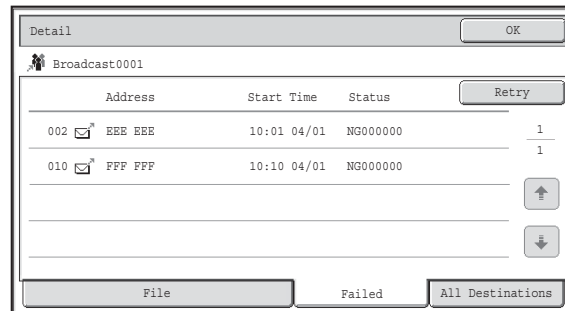 Detail OK
Broadcast0001
Address Start Time Status Retry
002 EEE EEE 10:01 04/01 NG000000
010 FFF FFF 10:10 04/01 NG000000
1
1
File Failed All Destinations